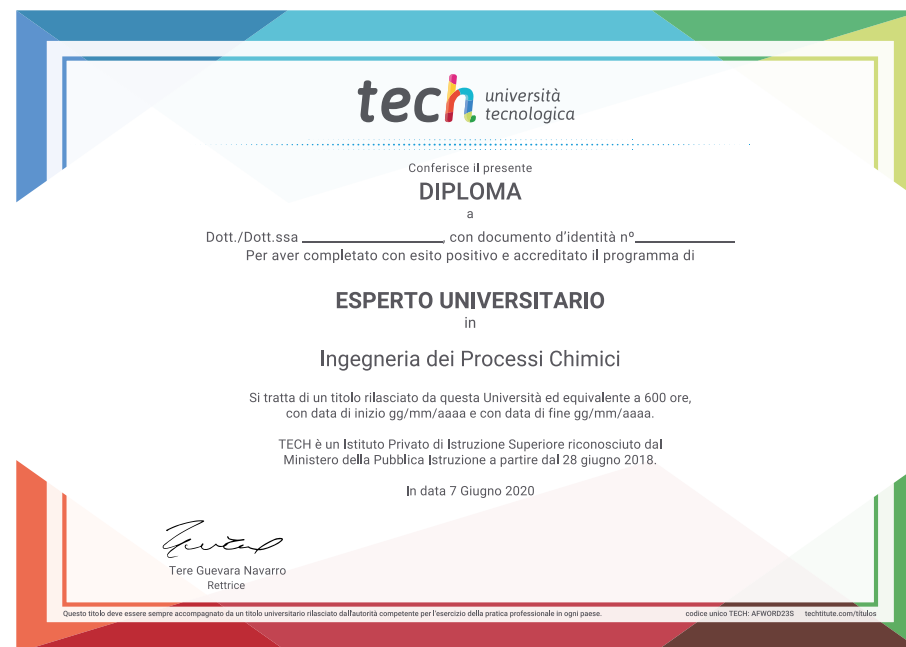 tech università
tecnologica
Conferisce il presente
DIPLOMA
a
Dott./Dott.ssa ____________, con documento d'identità nº____________
Per aver completato con esito positivo e accreditato il programma di
ESPERTO UNIVERSITARIO
in
Ingegneria dei Processi Chimici
Si tratta di un titolo rilasciato da questa Università ed equivalente a 600 ore,
con data di inizio gg/mm/aaaa e con data di fine gg/mm/aaaa.
TECH è un Istituto Privato di Istruzione Superiore riconosciuto dal
Ministero della Pubblica Istruzione a partire dal 28 giugno 2018.
In data 7 Giugno 2020
Tere Guevara Navarro
Rettrice
Questo titolo deve essere sempre accompagnato da un titolo universitario rilasciato dall'autorità competente per l'esercizio della pratica professionale in ogni paese. codice unico TECH: AFWORD23S techtitute.com/títulos